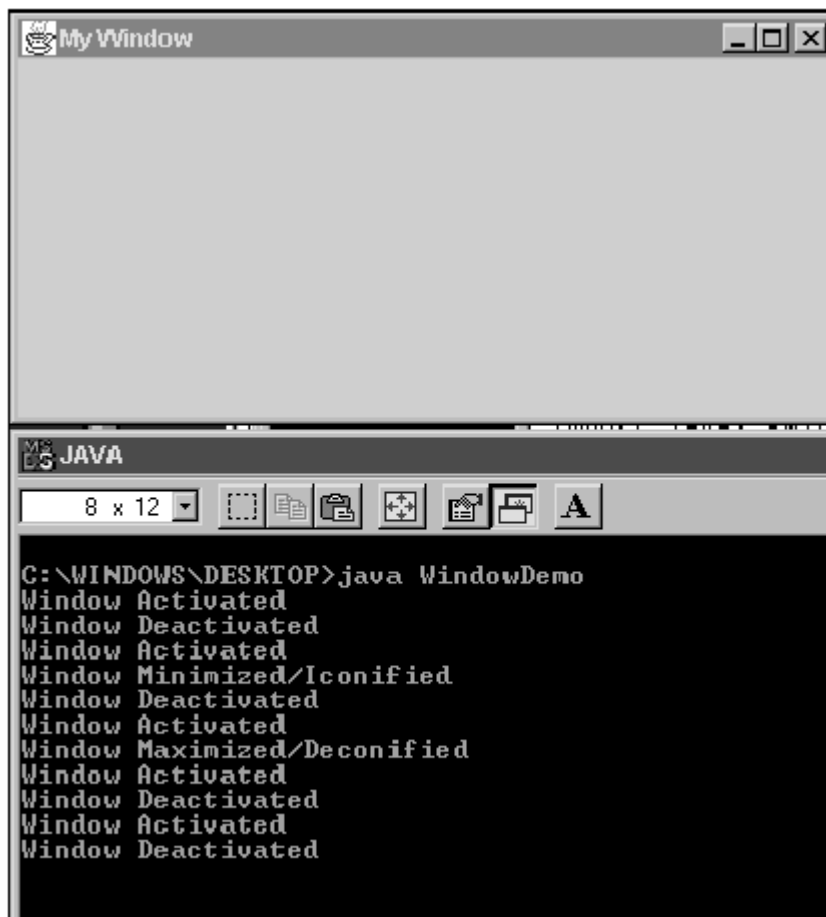 My Window
JAVA
8 x 12
A
C:\WINDOWS\DESKTOP>java WindowDemo
Window Activated
Window Deactivated
Window Activated
Window Minimized/Iconified
Window Deactivated
Window Activated
Window Maximized/Deconified
Window Activated
Window Deactivated
Window Activated
Window Deactivated